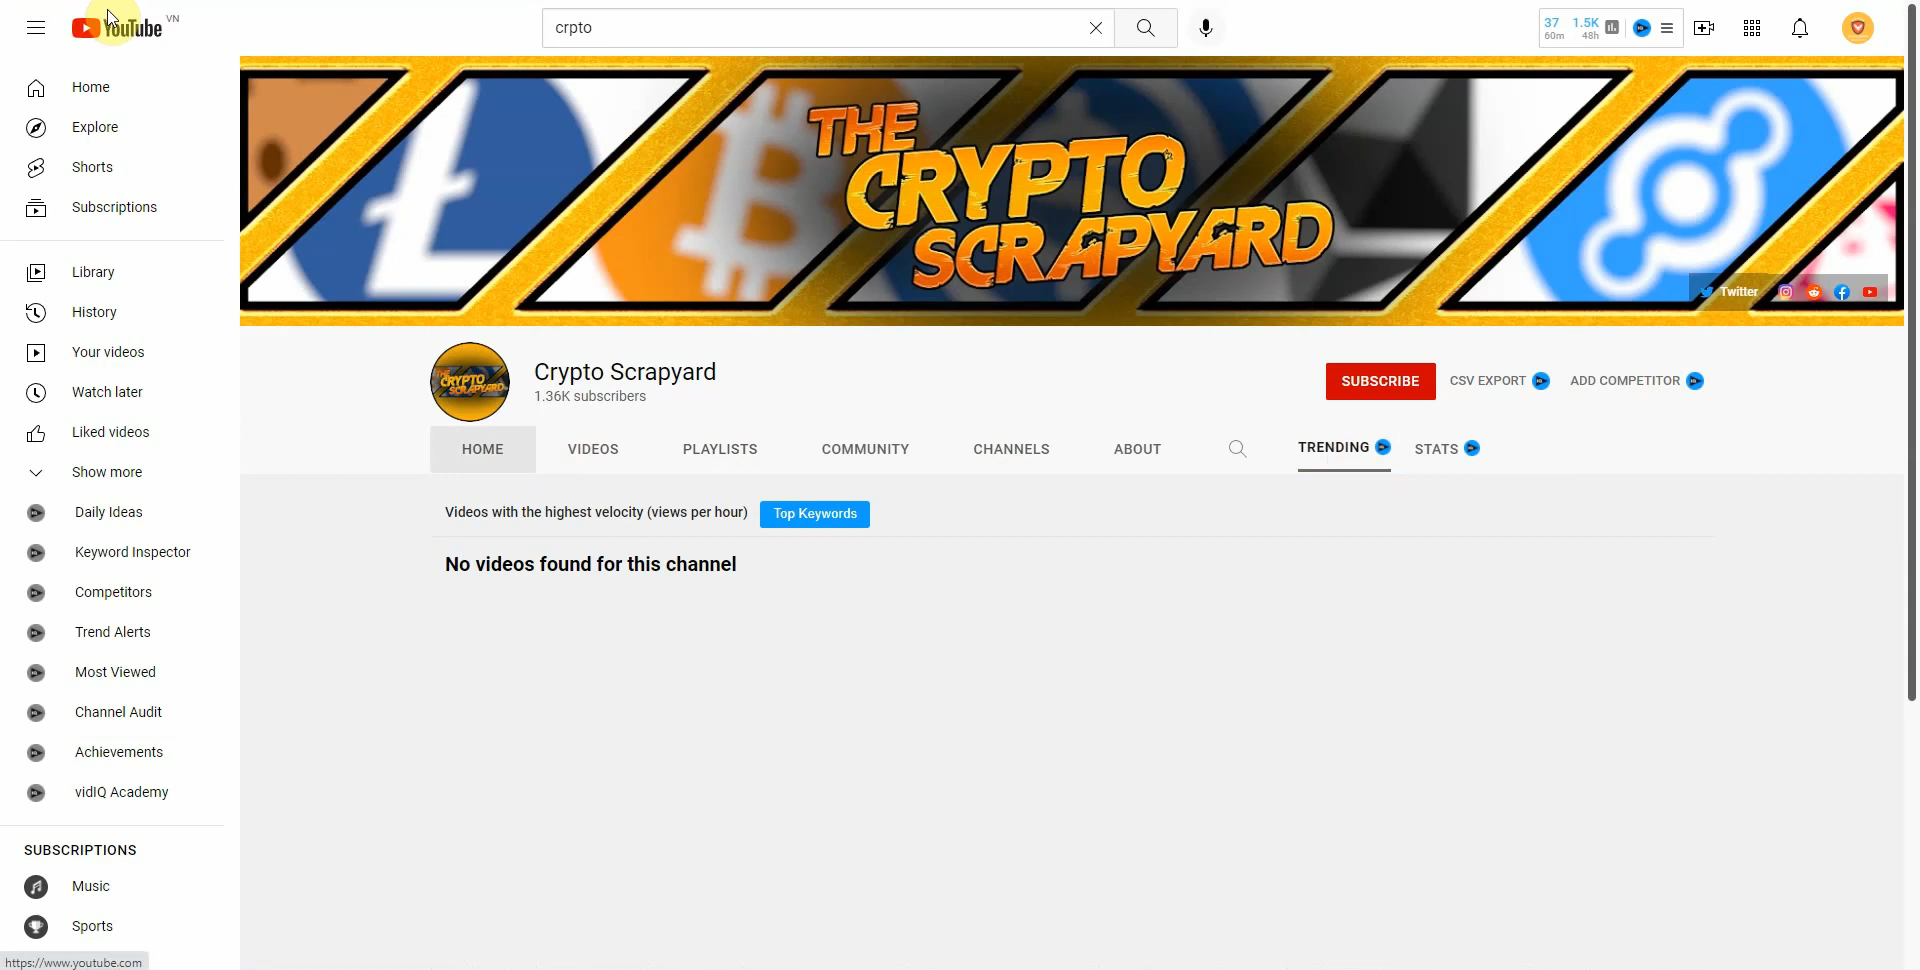 YouTube VN
crpto
37 1.5K
60m 48h
Home
Explore
Shorts
Subscriptions
Library
History
Your videos
Watch later
Liked videos
Show more
Daily Ideas
Keyword Inspector
Competitors
Trend Alerts
Most Viewed
Channel Audit
Achievements
vidIQ Academy
SUBSCRIPTIONS
Music
Sports
https://www.youtube.com
THE
CRYPTO
SCRAPYARD
Twitter
THE
CRYPTO
SCRAPYARD
Crypto Scrapyard
1.36K subscribers
SUBSCRIBE CSV EXPORT ADD COMPETITOR
HOME VIDEOS PLAYLISTS COMMUNITY CHANNELS ABOUT TRENDING STATS
Videos with the highest velocity (views per hour) Top Keywords
No videos found for this channel